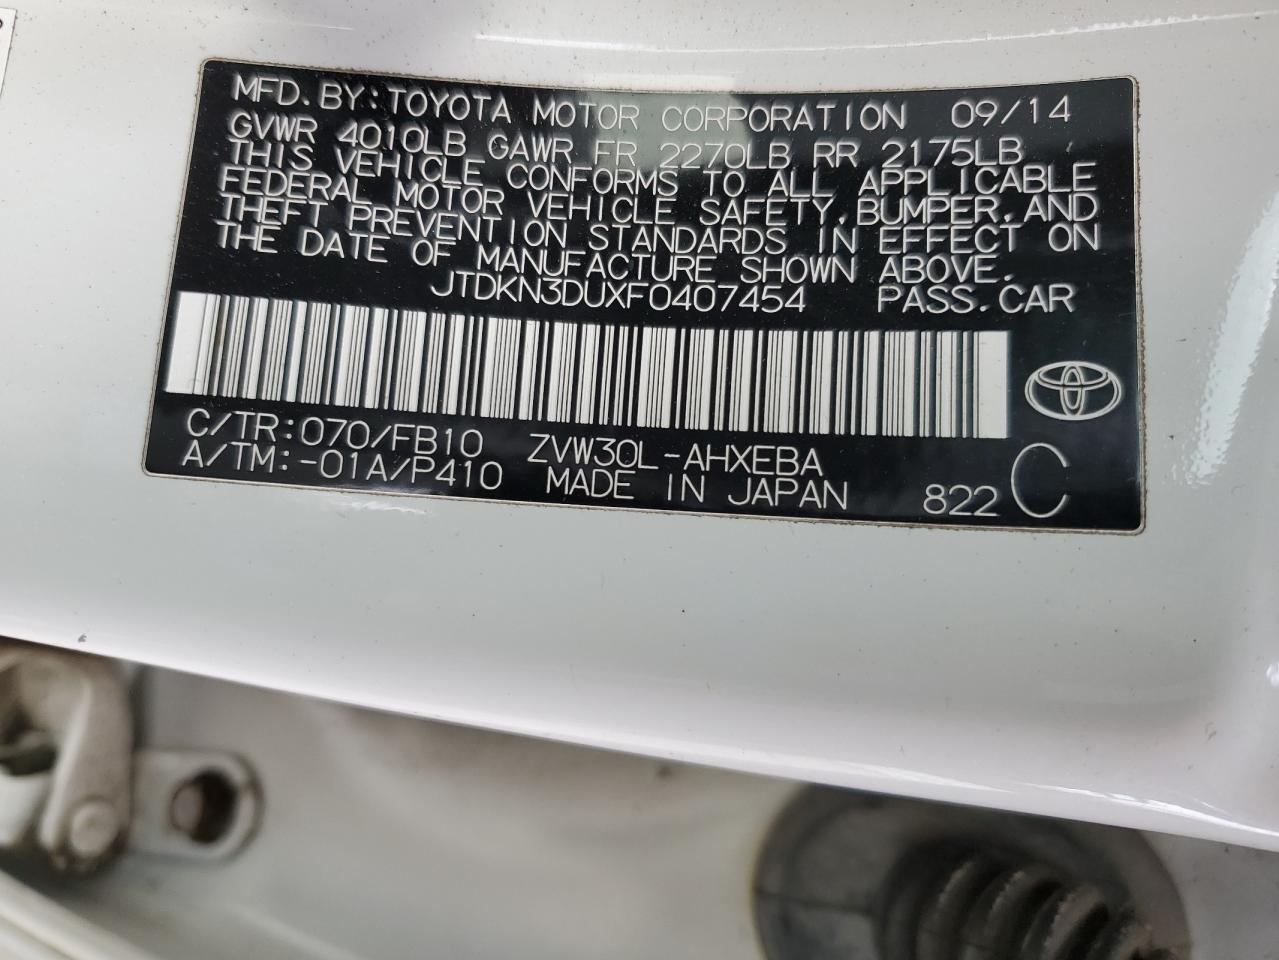 MFD.BY:TOYOTA MOTOR CORPORATION 09/14
GVWR 4010LB GAWR FR 2270LB RR 2175LB
THIS VEHICLE CONFORMS TO ALL APPLICABLE
FEDERAL MOTOR VEHICLE SAFETY,BUMPER,AND
THEFT PREVENTION STANDARDS IN EFFECT ON
THE DATE OF MANUFACTURE SHOWN ABOVE.
JTDKN3DUXF0407454 PASS.CAR
C/TR:070/FB10 ZVW30L-AHXEBA
A/TM:-01A/P410 MADE IN JAPAN 822 C